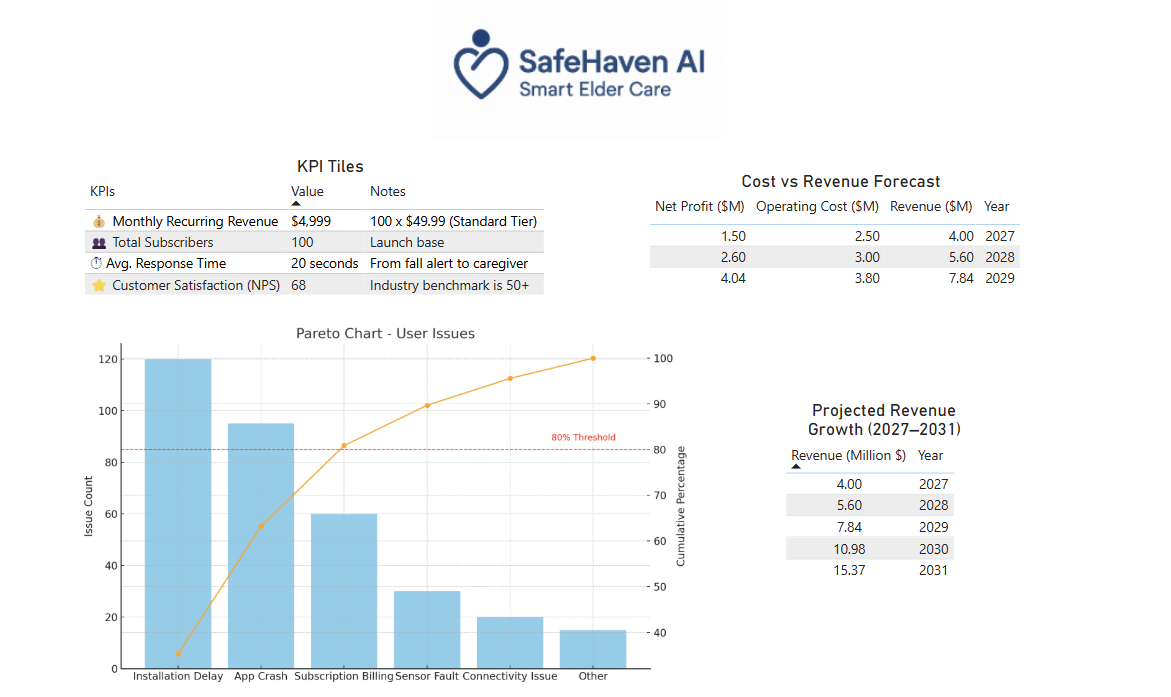 SafeHaven AI
Smart Elder Care
KPI Tiles
KPIs Value Notes
Monthly Recurring Revenue $4,999 100 x $49.99 (Standard Tier)
Total Subscribers 100 Launch base
Avg. Response Time 20 seconds From fall alert to caregiver
Customer Satisfaction (NPS) 68 Industry benchmark is 50+
Cost vs Revenue Forecast
Net Profit ($M) Operating Cost ($M) Revenue ($M) Year
1.50 2.50 4.00 2027
2.60 3.00 5.60 2028
4.04 3.80 7.84 2029
Pareto Chart - User Issues
120
100
80
60
40
20
0
Issue Count
80% Threshold
100
90
80
70
60
50
40
Cumulative Percentage
Installation Delay App Crash Subscription Billing Sensor Fault Connectivity Issue Other
Projected Revenue
Growth (2027–2031)
Revenue (Million $) Year
4.00 2027
5.60 2028
7.84 2029
10.98 2030
15.37 2031